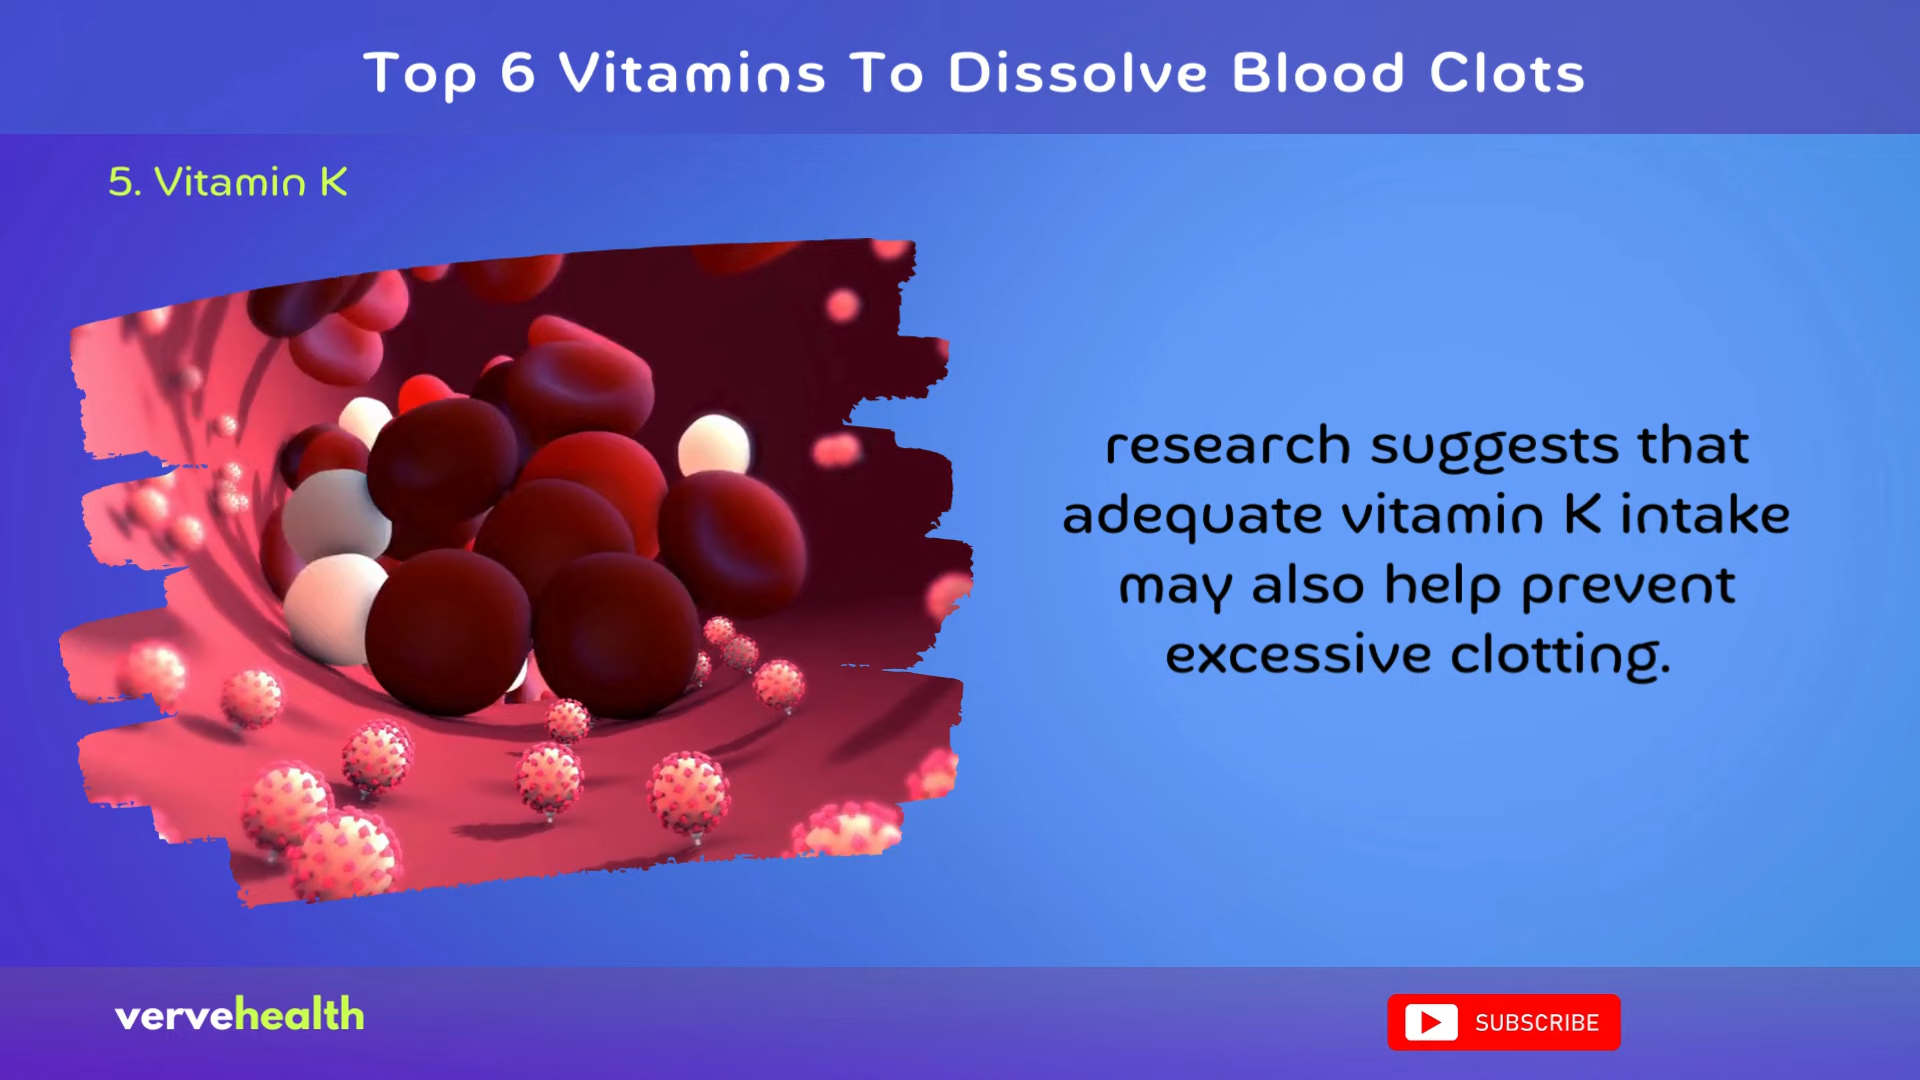 Top 6 Vitamins To Dissolve Blood Clots
5. Vitamin K
research suggests that
adequate vitamin K intake
may also help prevent
excessive clotting.
vervehealth
SUBSCRIBE